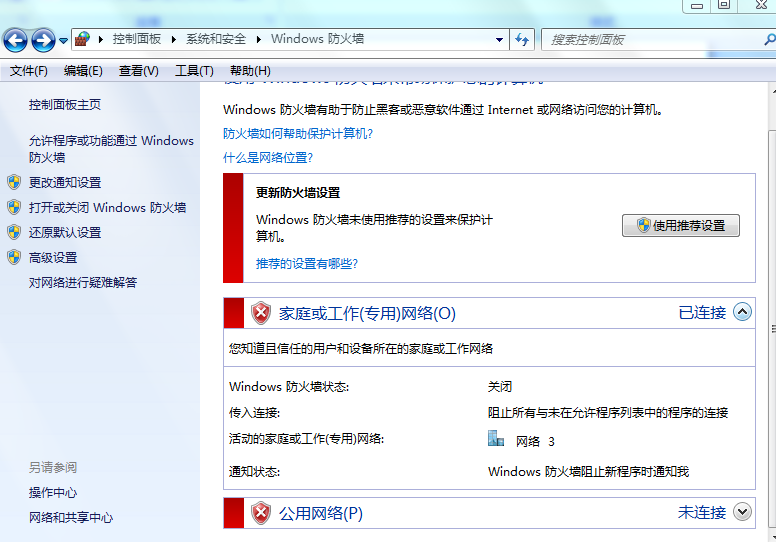 控制面板 系统和安全 Windows 防火墙
搜索控制面板
文件(F) 编辑(E) 查看(V) 工具(T) 帮助(H)
控制面板主页
允许程序或功能通过 Windows
防火墙
更改通知设置
打开或关闭 Windows 防火墙
还原默认设置
高级设置
对网络进行疑难解答
另请参阅
操作中心
网络和共享中心
Windows 防火墙有助于防止黑客或恶意软件通过 Internet 或网络访问您的计算机。
防火墙如何帮助保护计算机?
什么是网络位置?
更新防火墙设置
Windows 防火墙未使用推荐的设置来保护计
算机。
使用推荐设置
推荐的设置有哪些?
家庭或工作(专用)网络(O) 已连接
您知道且信任的用户和设备所在的家庭或工作网络
Windows 防火墙状态: 关闭
传入连接: 阻止所有与未在允许程序列表中的程序的连接
活动的家庭或工作(专用)网络: 网络 3
通知状态: Windows 防火墙阻止新程序时通知我
公用网络(P) 未连接